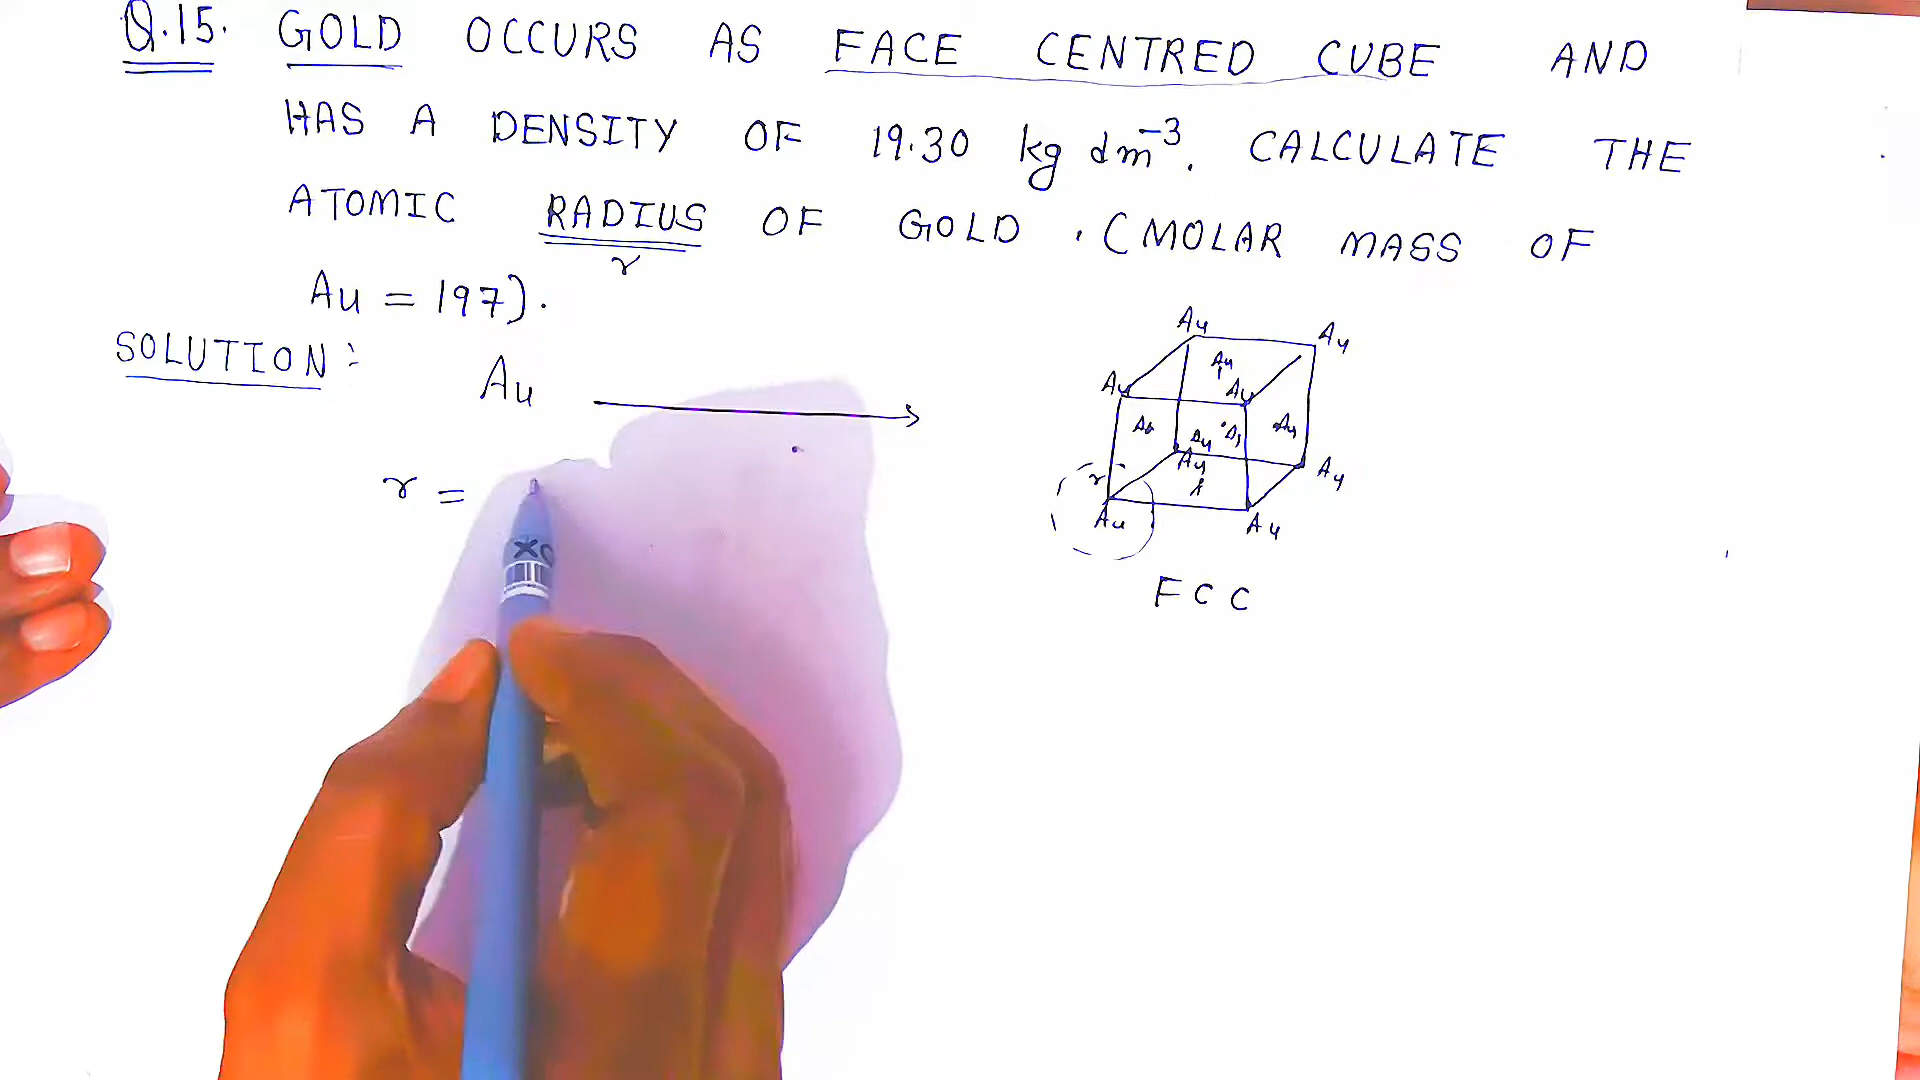 Q.15. GOLD OCCURS AS FACE CENTRED CUBE AND
HAS A DENSITY OF 19.30 kg dm⁻³. CALCULATE THE
ATOMIC RADIUS OF GOLD . (MOLAR MASS OF
r
Au = 197).
SOLUTION :
Au
r =
Au Au
Au
Au Au
Au Au
Au
Au Au
r
Au Au
FCC